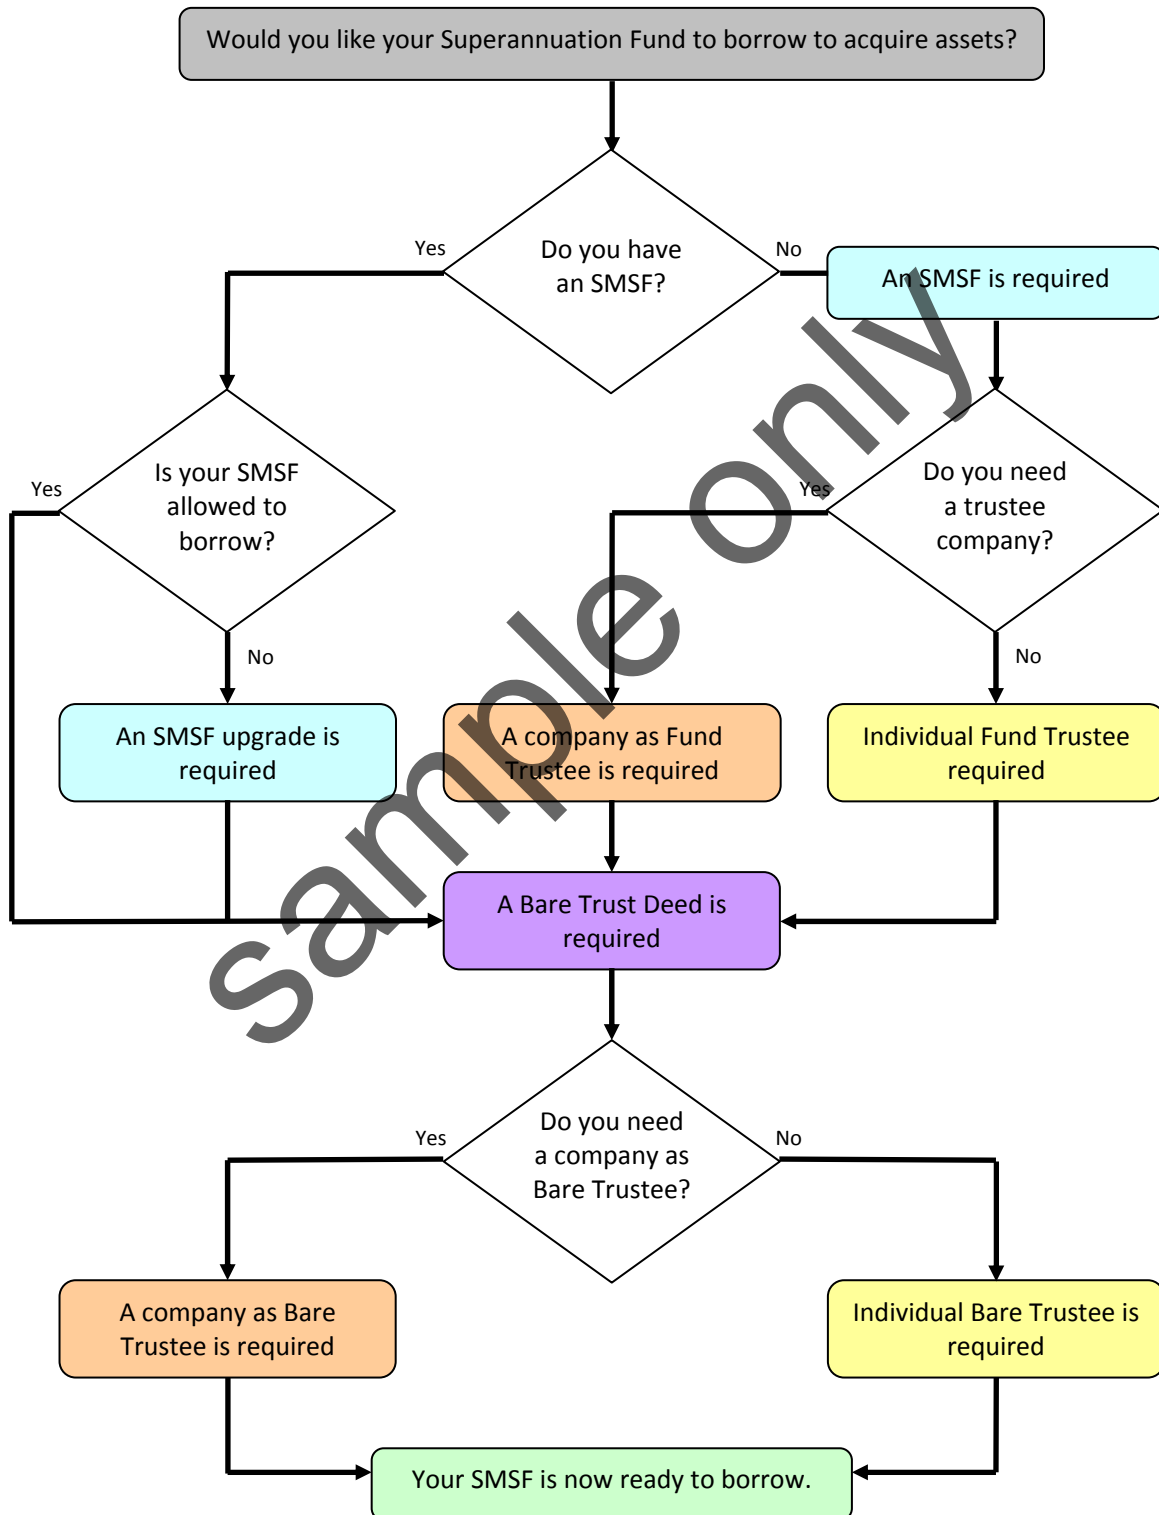 Would you like your Superannuation Fund to borrow to acquire assets?
Yes
Do you have
an SMSF?
No
An SMSF is required
Yes
Is your SMSF
allowed to
borrow?
Yes
Do you need
a trustee
company?
No
No
An SMSF upgrade is
required
A company as Fund
Trustee is required
Individual Fund Trustee
required
A Bare Trust Deed is
required
Yes
Do you need
a company as
Bare Trustee?
No
A company as Bare
Trustee is required
Individual Bare Trustee is
required
Your SMSF is now ready to borrow.
sample only